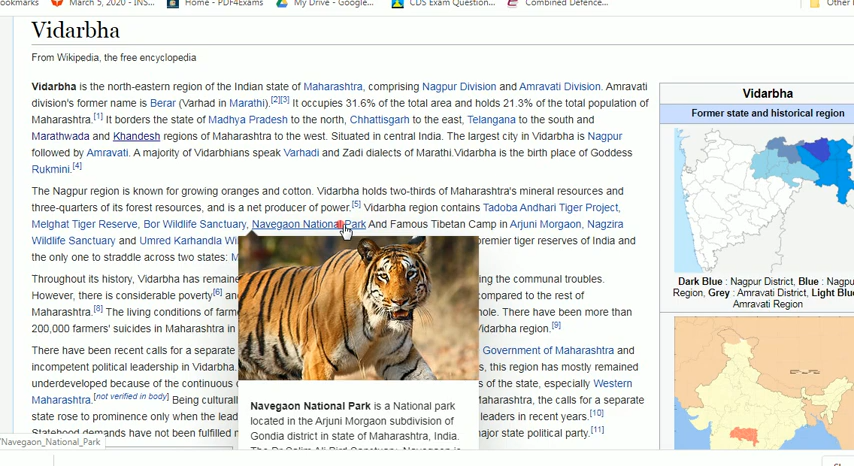 ookmarks
March 5, 2020 - INS...
Home - PDF4Exams
My Drive - Google...
CDS Exam Question...
Combined Defence...
Other
Vidarbha
From Wikipedia, the free encyclopedia
Vidarbha is the north-eastern region of the Indian state of Maharashtra, comprising Nagpur Division and Amravati Division. Amravati
division's former name is Berar (Varhad in Marathi).[2][3] It occupies 31.6% of the total area and holds 21.3% of the total population of
Maharashtra.[1] It borders the state of Madhya Pradesh to the north, Chhattisgarh to the east, Telangana to the south and
Marathwada and Khandesh regions of Maharashtra to the west. Situated in central India. The largest city in Vidarbha is Nagpur
followed by Amravati. A majority of Vidarbhians speak Varhadi and Zadi dialects of Marathi.Vidarbha is the birth place of Goddess
Rukmini.[4]
The Nagpur region is known for growing oranges and cotton. Vidarbha holds two-thirds of Maharashtra's mineral resources and
three-quarters of its forest resources, and is a net producer of power.[5] Vidarbha region contains Tadoba Andhari Tiger Project,
Melghat Tiger Reserve, Bor Wildlife Sanctuary, Navegaon National Park And Famous Tibetan Camp in Arjuni Morgaon, Nagzira
Wildlife Sanctuary and Umred Karhandla Wi premier tiger reserves of India and
the only one to straddle across two states: M
Throughout its history, Vidarbha has remaine ing the communal troubles.
However, there is considerable poverty[6] an compared to the rest of
Maharashtra.[8] The living conditions of farm hole. There have been more than
200,000 farmers' suicides in Maharashtra in Vidarbha region.[9]
There have been recent calls for a separate Government of Maharashtra and
incompetent political leadership in Vidarbha. s, this region has mostly remained
underdeveloped because of the continuous s of the state, especially Western
Maharashtra.[not verified in body] Being cultural Maharashtra, the calls for a separate
state rose to prominence only when the lead leaders in recent years.[10]
Statehood demands have not been fulfilled ajor state political party.[11]
Navegaon National Park is a National park
located in the Arjuni Morgaon subdivision of
Gondia district in state of Maharashtra, India.
The Dr Salim Ali Bird Sanctuary, Navegaon is
/Navegaon_National_Park
Vidarbha
Former state and historical region
Dark Blue : Nagpur District, Blue : Nagpu
Region, Grey : Amravati District, Light Blue
Amravati Region